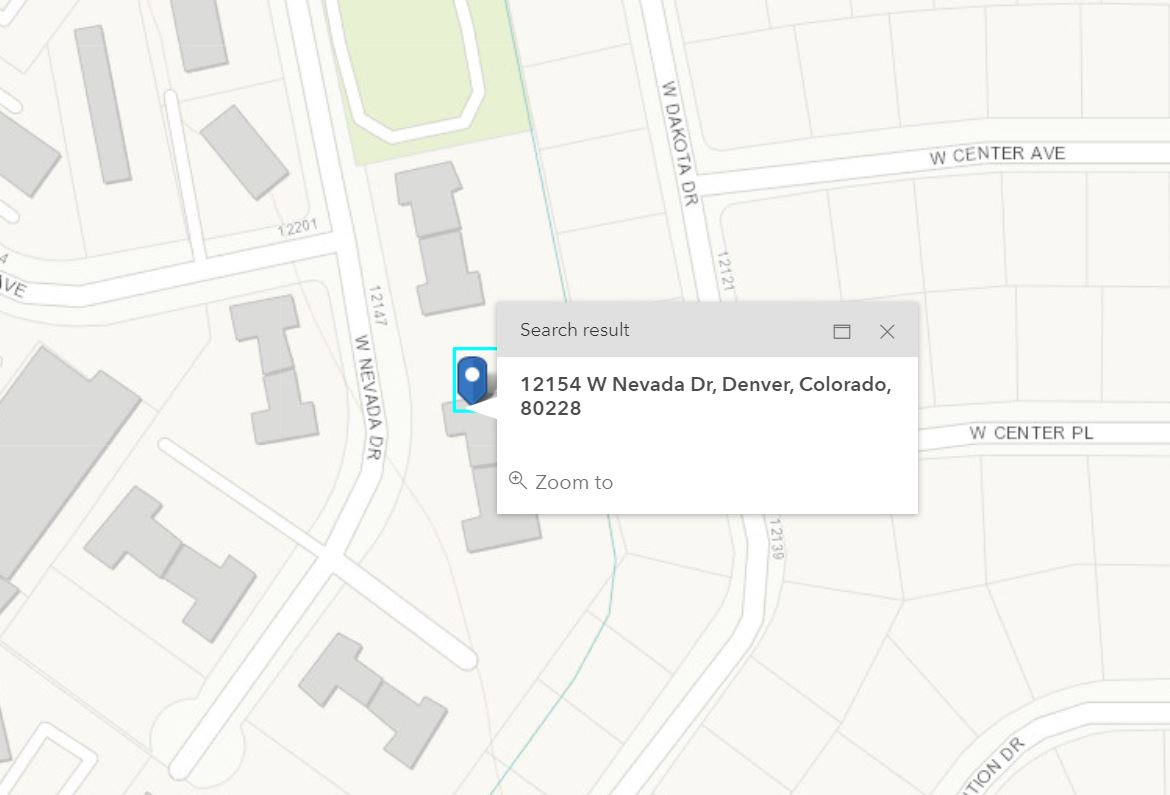 W DAKOTA DR
W CENTER AVE
12201
AVE
12121
12147
W NEVADA DR
Search result
12154 W Nevada Dr, Denver, Colorado,
80228
W CENTER PL
Zoom to
12139
TION DR